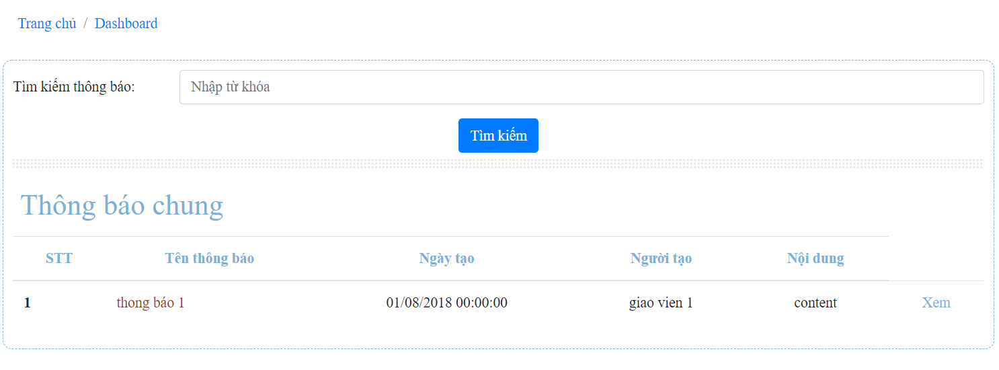 Trang chủ / Dashboard
Tìm kiếm thông báo: Nhập từ khóa
Tìm kiếm
Thông báo chung
STT Tên thông báo Ngày tạo Người tạo Nội dung
1 thong báo 1 01/08/2018 00:00:00 giao vien 1 content Xem